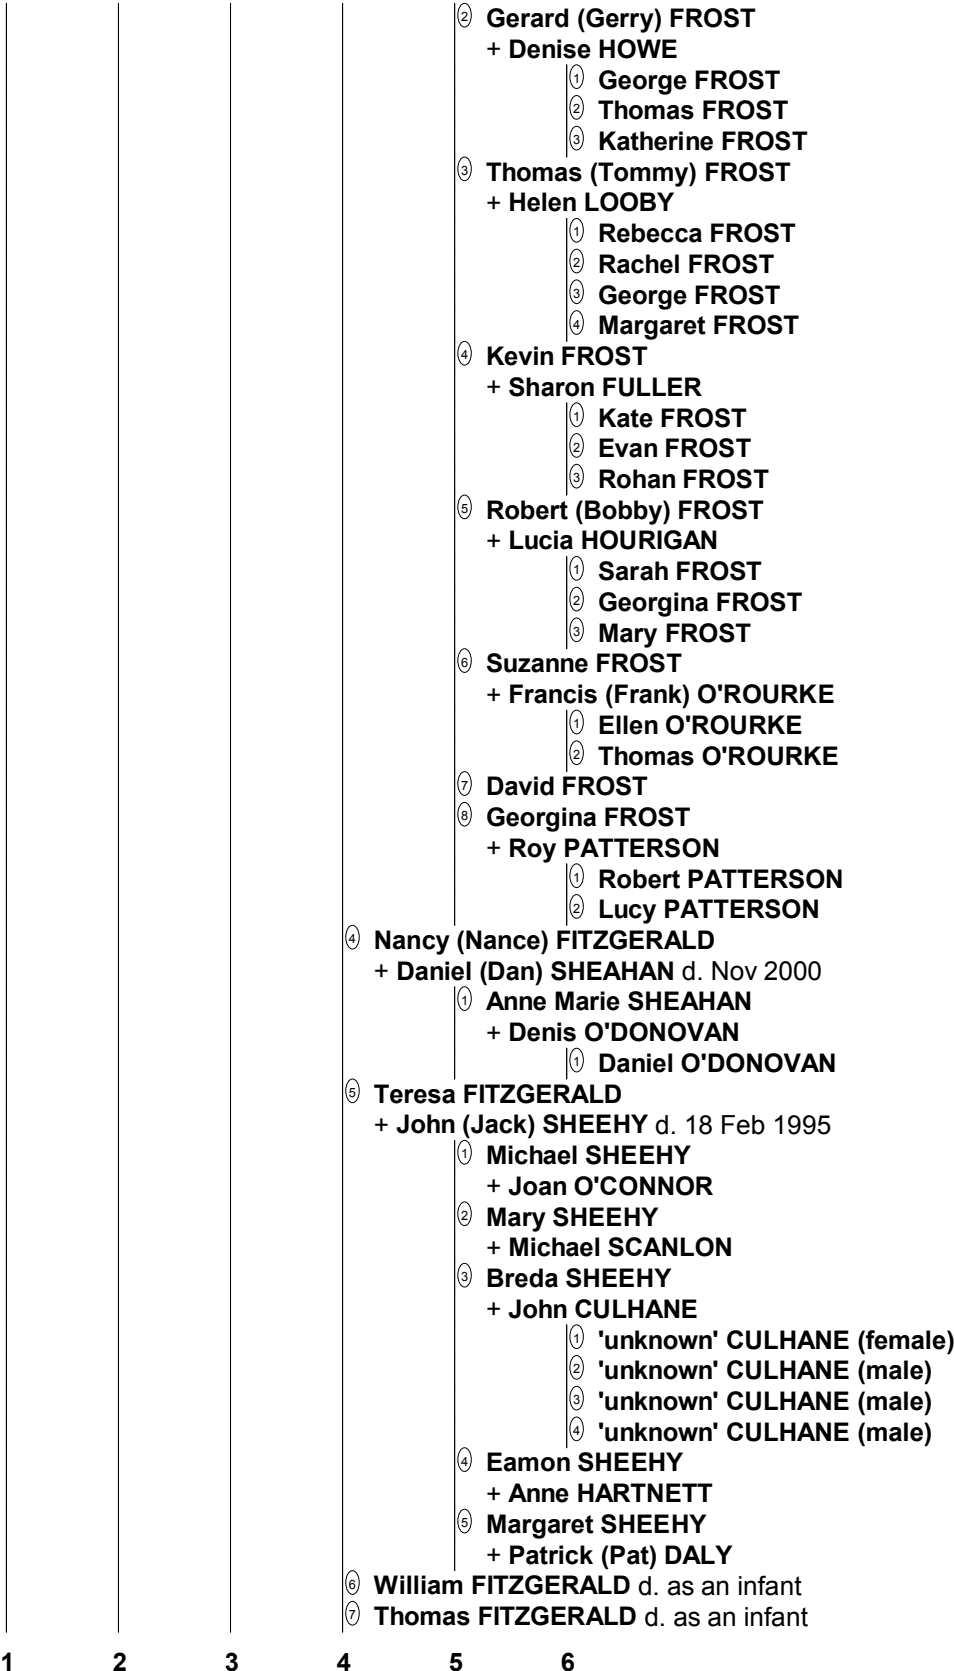 ② Gerard (Gerry) FROST
+ Denise HOWE
① George FROST
② Thomas FROST
③ Katherine FROST
③ Thomas (Tommy) FROST
+ Helen LOOBY
① Rebecca FROST
② Rachel FROST
③ George FROST
④ Margaret FROST
④ Kevin FROST
+ Sharon FULLER
① Kate FROST
② Evan FROST
③ Rohan FROST
⑤ Robert (Bobby) FROST
+ Lucia HOURIGAN
① Sarah FROST
② Georgina FROST
③ Mary FROST
⑥ Suzanne FROST
+ Francis (Frank) O'ROURKE
① Ellen O'ROURKE
② Thomas O'ROURKE
⑦ David FROST
⑧ Georgina FROST
+ Roy PATTERSON
① Robert PATTERSON
② Lucy PATTERSON
④ Nancy (Nance) FITZGERALD
+ Daniel (Dan) SHEAHAN d. Nov 2000
① Anne Marie SHEAHAN
+ Denis O'DONOVAN
① Daniel O'DONOVAN
⑤ Teresa FITZGERALD
+ John (Jack) SHEEHY d. 18 Feb 1995
① Michael SHEEHY
+ Joan O'CONNOR
② Mary SHEEHY
+ Michael SCANLON
③ Breda SHEEHY
+ John CULHANE
① 'unknown' CULHANE (female)
② 'unknown' CULHANE (male)
③ 'unknown' CULHANE (male)
④ 'unknown' CULHANE (male)
④ Eamon SHEEHY
+ Anne HARTNETT
⑤ Margaret SHEEHY
+ Patrick (Pat) DALY
⑥ William FITZGERALD d. as an infant
⑦ Thomas FITZGERALD d. as an infant
1 2 3 4 5 6